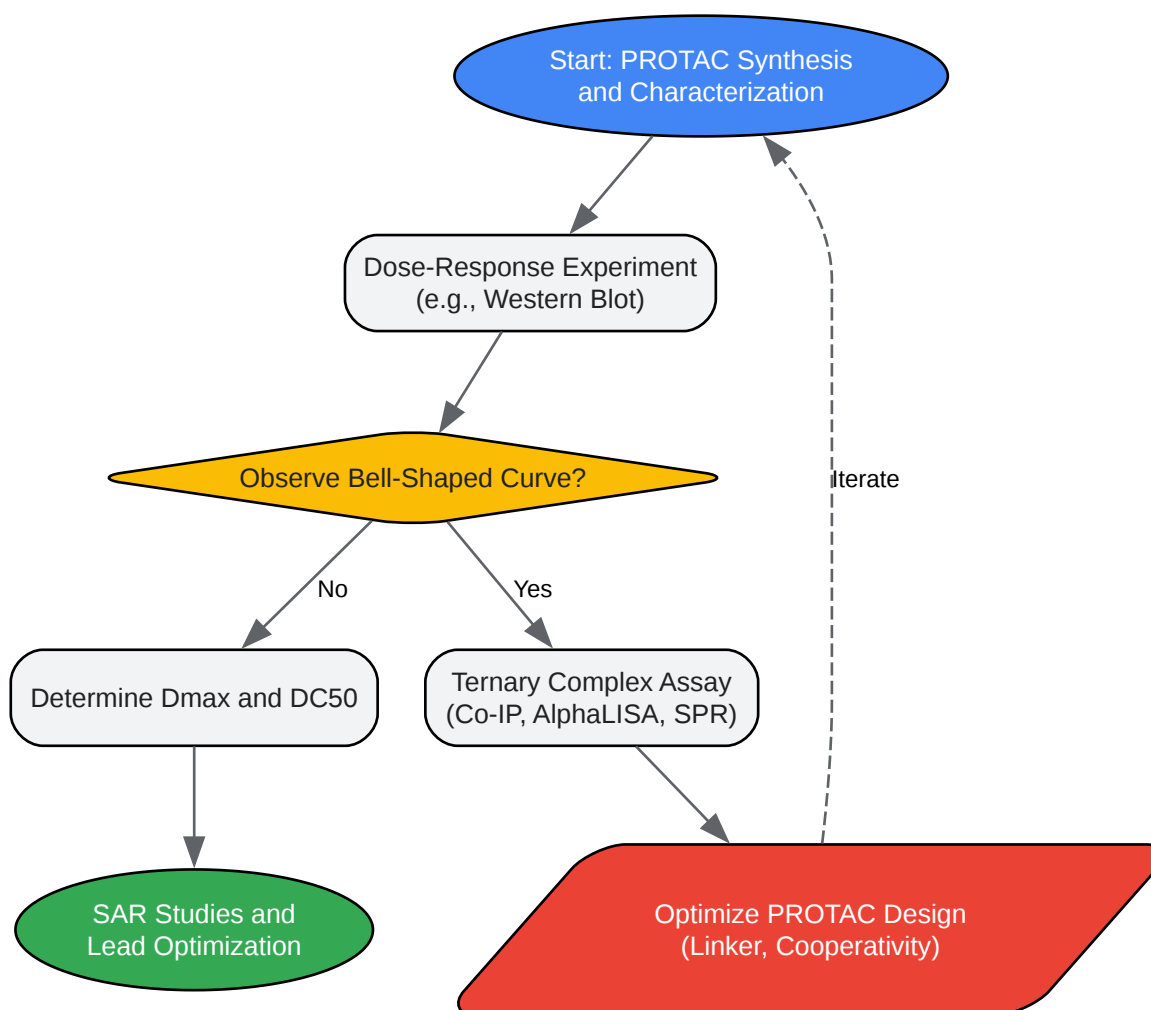 Start: PROTAC Synthesis
and Characterization
Dose-Response Experiment
(e.g., Western Blot)
Observe Bell-Shaped Curve?
Iterate
No
Yes
Determine Dmax and DC50
Ternary Complex Assay
(Co-IP, AlphaLISA, SPR)
SAR Studies and
Lead Optimization
Optimize PROTAC Design
(Linker, Cooperativity)